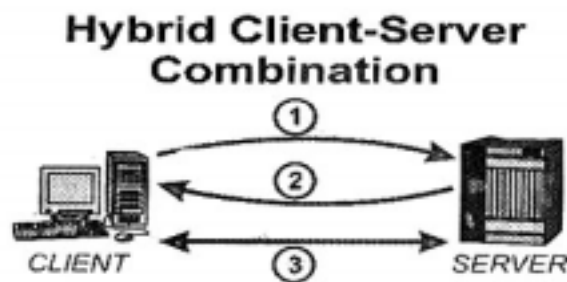 Hybrid Client-Server
Combination
1
2
3
CLIENT
SERVER